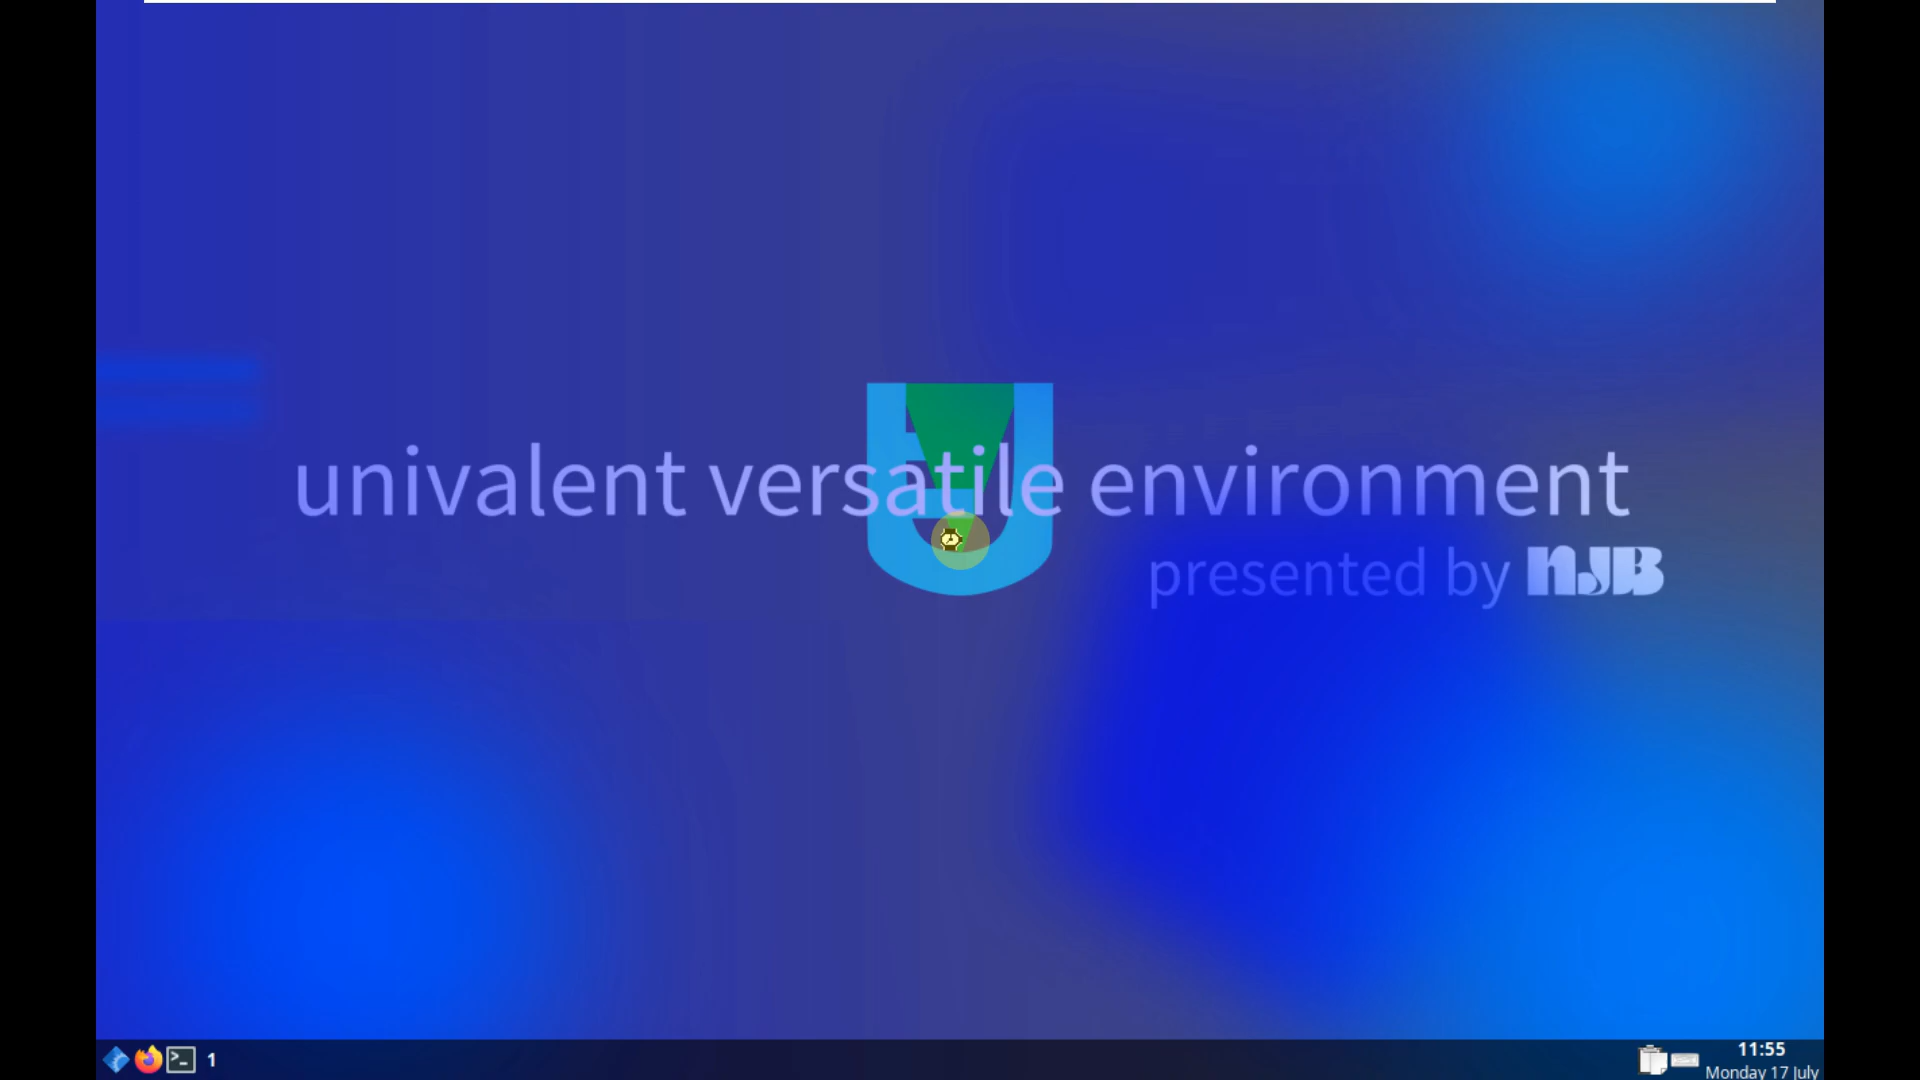 univalent versatile environment
presented by NJB
1
11:55
Monday 17 July